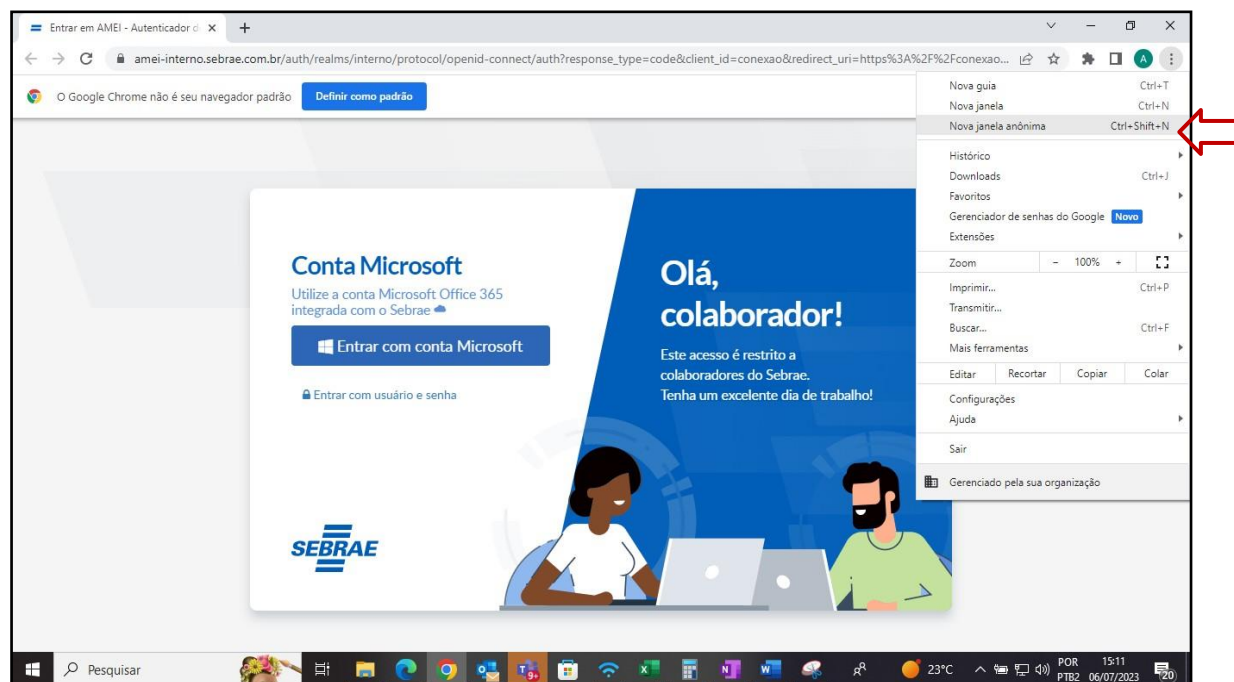 Entrar em AMEI - Autenticador d
amei-interno.sebrae.com.br/auth/realms/interno/protocol/openid-connect/auth?response_type=code&client_id=conexao&redirect_uri=https%3A%2F%2Fconexao...
A
O Google Chrome não é seu navegador padrão Definir como padrão
Nova guia Ctrl+T
Nova janela Ctrl+N
Nova janela anônima Ctrl+Shift+N
Histórico
Downloads Ctrl+J
Favoritos
Gerenciador de senhas do Google Novo
Extensões
Zoom - 100% +
Imprimir... Ctrl+P
Transmitir...
Buscar... Ctrl+F
Mais ferramentas
Editar Recortar Copiar Colar
Configurações
Ajuda
Sair
Gerenciado pela sua organização
Conta Microsoft
Utilize a conta Microsoft Office 365
integrada com o Sebrae
Entrar com conta Microsoft
Entrar com usuário e senha
SEBRAE
Olá,
colaborador!
Este acesso é restrito a
colaboradores do Sebrae.
Tenha um excelente dia de trabalho!
Pesquisar
23°C
POR 15:11
PTB2 06/07/2023
20